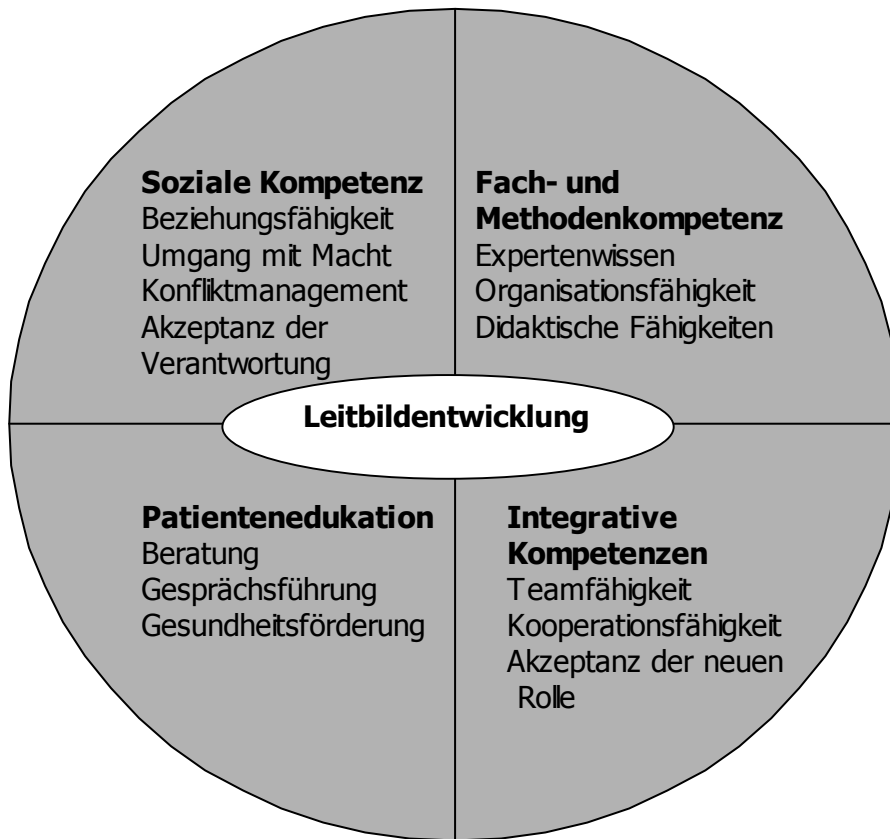 Soziale Kompetenz
Beziehungsfähigkeit
Umgang mit Macht
Konfliktmanagement
Akzeptanz der
Verantwortung
Fach- und
Methodenkompetenz
Expertenwissen
Organisationsfähigkeit
Didaktische Fähigkeiten
Leitbildentwicklung
Patientenedukation
Beratung
Gesprächsführung
Gesundheitsförderung
Integrative
Kompetenzen
Teamfähigkeit
Kooperationsfähigkeit
Akzeptanz der neuen
Rolle